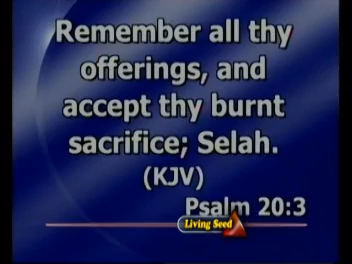 Remember all thy
offerings, and
accept thy burnt
sacrifice; Selah.
(KJV)
Psalm 20:3
Living Seed